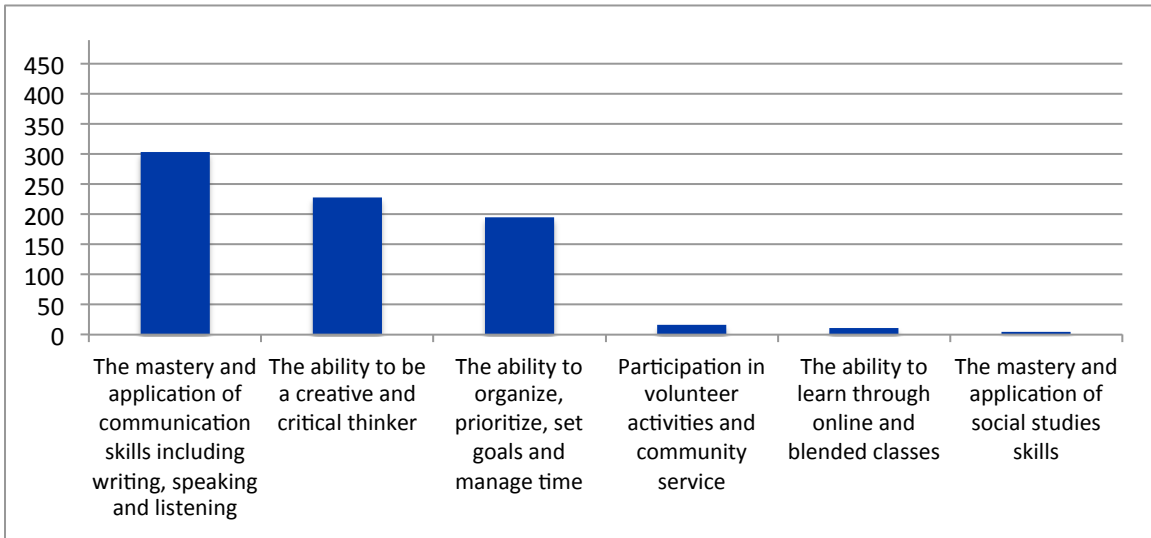 450
400
350
300
250
200
150
100
50
0
The mastery and
application of
communication
skills including
writing, speaking
and listening
The ability to be
a creative and
critical thinker
The ability to
organize,
prioritize, set
goals and
manage time
Participation in
volunteer
activities and
community
service
The ability to
learn through
online and
blended classes
The mastery and
application of
social studies
skills